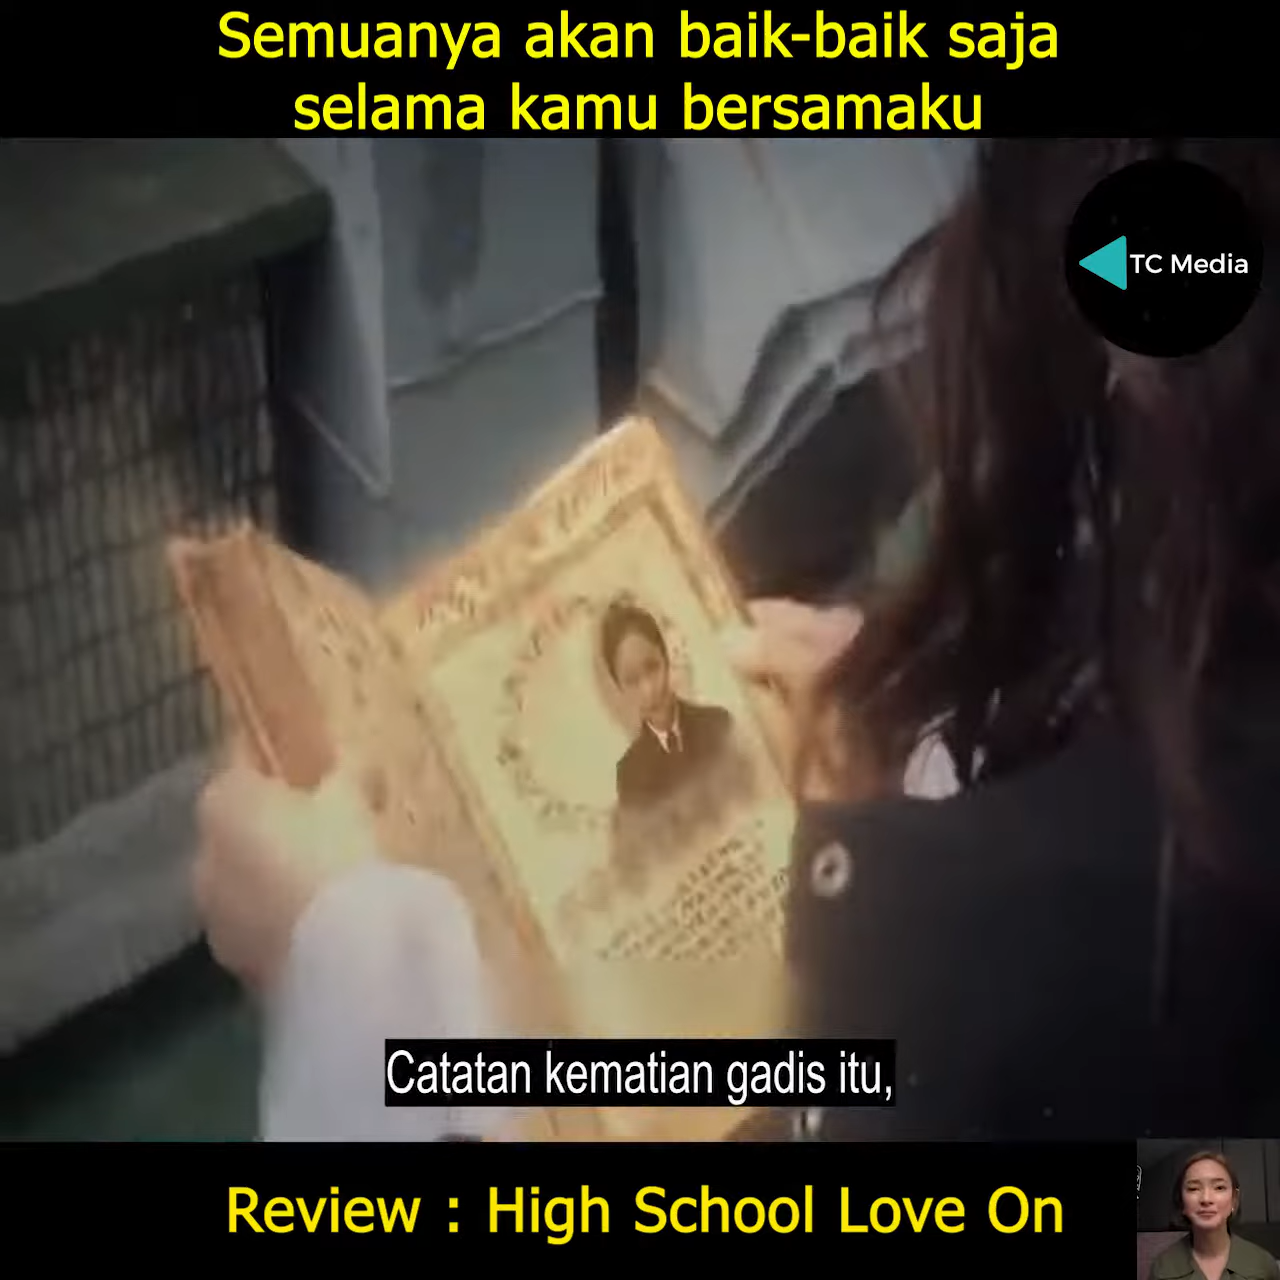 Semuanya akan baik-baik saja
selama kamu bersamaku
TC Media
Catatan kematian gadis itu,
Review : High School Love On